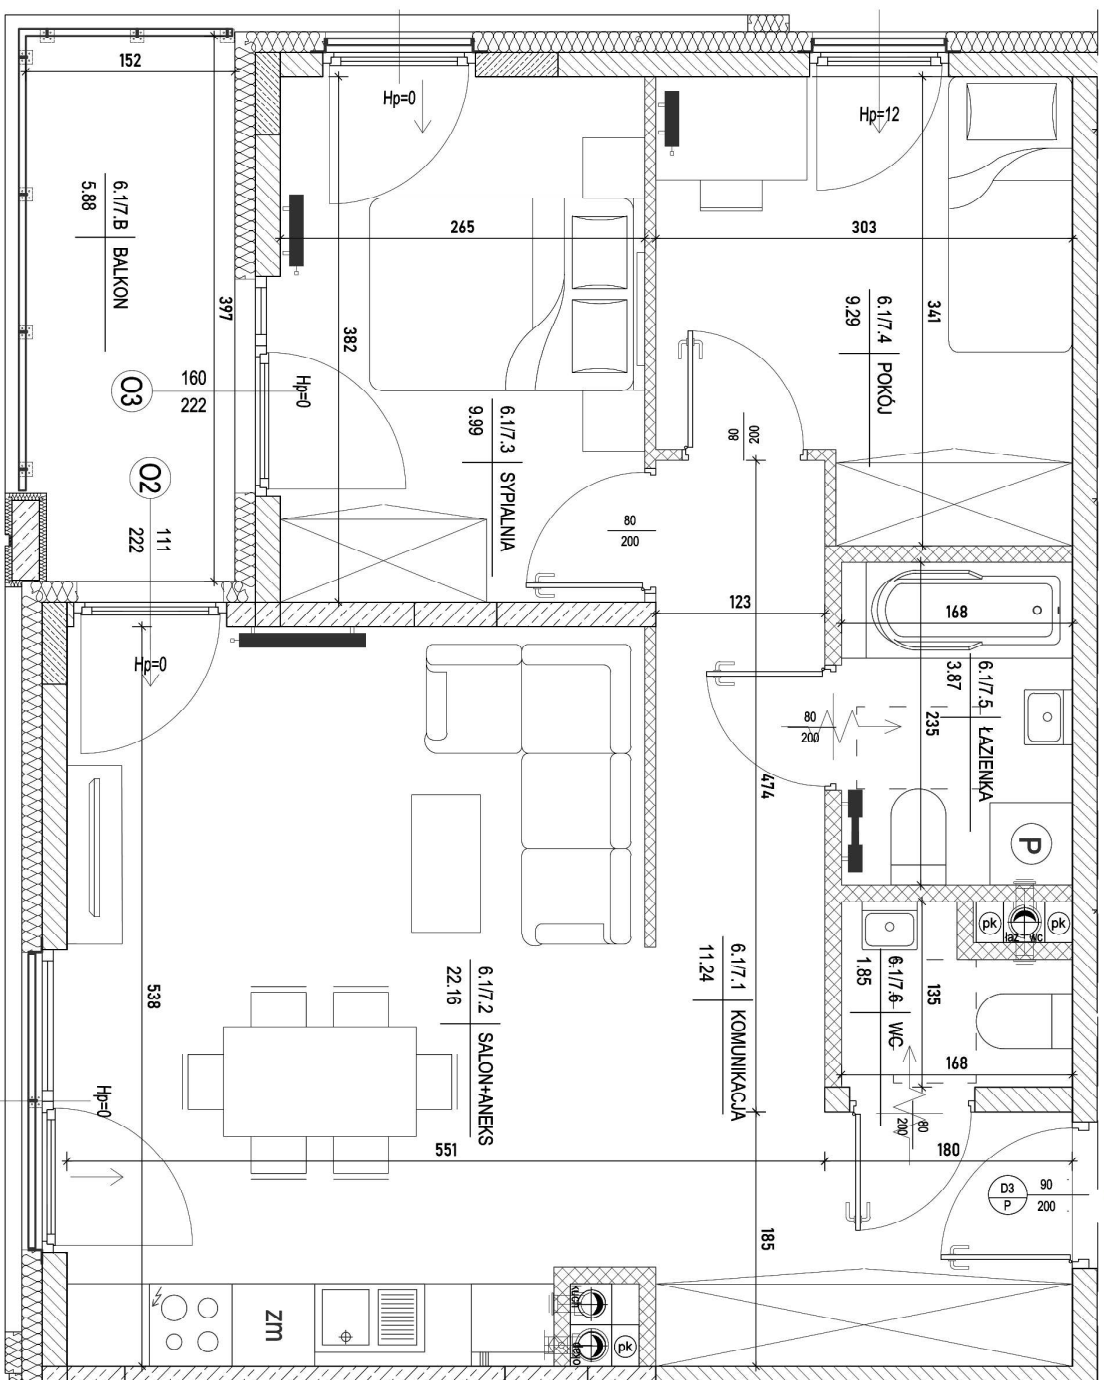 152
Hp=0
Hp=12
6.1/7.B BALKON
5.88
265
303
397
382
341
6.1/7.4 POKÓJ
9.29
O3
160
222
Hp=0
6.1/7.3 SYPIALNIA
9.99
80
200
O2
111
222
80
200
123
168
Hp=0
6.1/7.5 ŁAZIENKA
3.87
235
80
200
474
P
pk
pk
łaz
wc
6.1/7.1 KOMUNIKACJA
11.24
6.1/7.6 WC
1.85
135
168
6.1/7.2 SALON+ANEKS
22.16
538
Hp=0
80
200
551
180
D3
P
90
200
185
zm
kuch
pk